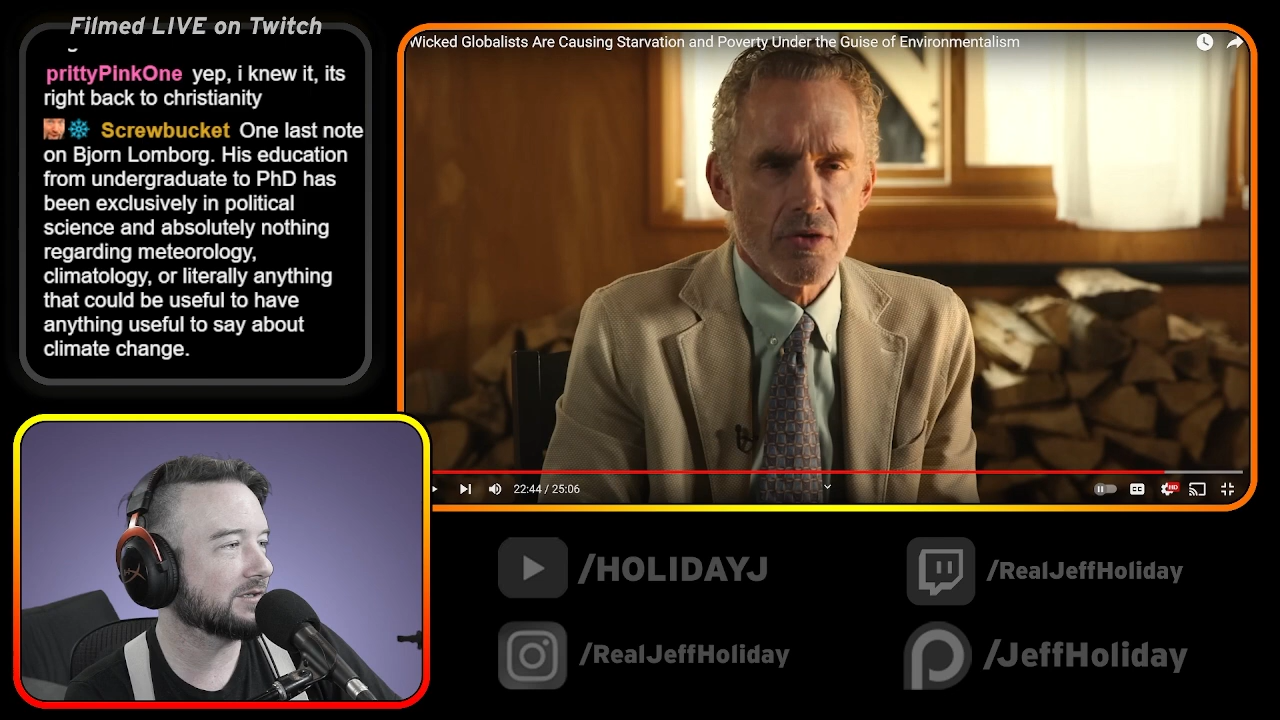 Filmed LIVE on Twitch
prittyPInkOne yep, i knew it, its
right back to christianity
Screwbucket One last note
on Bjorn Lomborg. His education
from undergraduate to PhD has
been exclusively in political
science and absolutely nothing
regarding meteorology,
climatology, or literally anything
that could be useful to have
anything useful to say about
climate change.
Wicked Globalists Are Causing Starvation and Poverty Under the Guise of Environmentalism
22:44 / 25:06
CC
HD
/HOLIDAYJ
/RealJeffHoliday
/RealJeffHoliday
/JeffHoliday